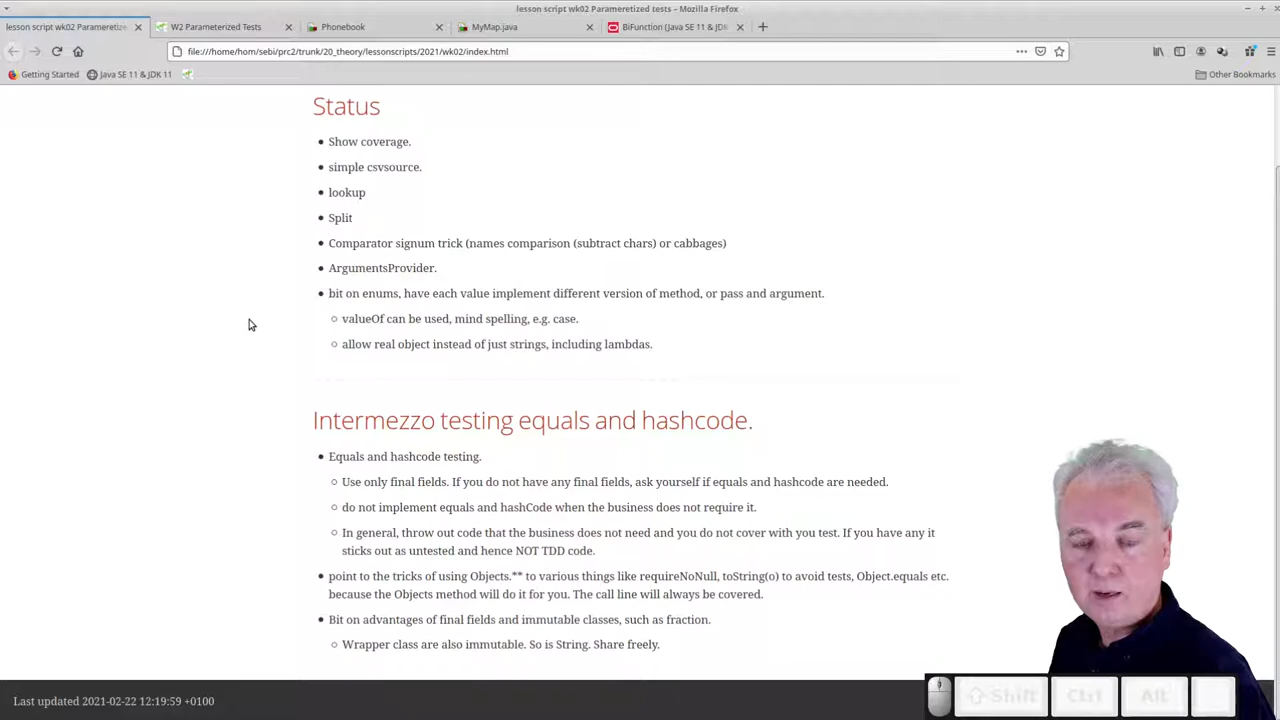 lesson script wk02 Parameretized tests – Mozilla Firefox
lesson script wk02 Parameretize
W2 Parameterized Tests
Phonebook
MyMap.java
BiFunction (Java SE 11 & JDK
file:///home/hom/sebi/prc2/trunk/20_theory/lessonscripts/2021/wk02/index.html
Getting Started
Java SE 11 & JDK 11
Other Bookmarks
Status
Show coverage.
simple csvsource.
lookup
Split
Comparator signum trick (names comparison (subtract chars) or cabbages)
ArgumentsProvider.
bit on enums, have each value implement different version of method, or pass and argument.
valueOf can be used, mind spelling, e.g. case.
allow real object instead of just strings, including lambdas.
Intermezzo testing equals and hashcode.
Equals and hashcode testing.
Use only final fields. If you do not have any final fields, ask yourself if equals and hashcode are needed.
do not implement equals and hashCode when the business does not require it.
In general, throw out code that the business does not need and you do not cover with you test. If you have any it
sticks out as untested and hence NOT TDD code.
point to the tricks of using Objects.** to various things like requireNoNull, toString(o) to avoid tests, Object.equals etc.
because the Objects method will do it for you. The call line will always be covered.
Bit on advantages of final fields and immutable classes, such as fraction.
Wrapper class are also immutable. So is String. Share freely.
Last updated 2021-02-22 12:19:59 +0100
Shift
Ctrl
Alt